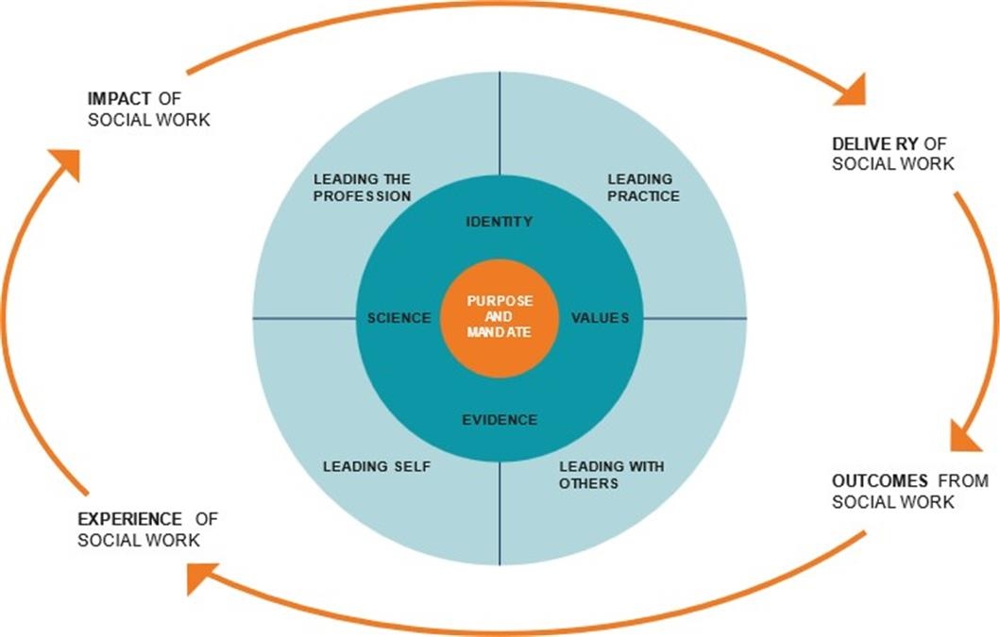 IMPACT OF
SOCIAL WORK
DELIVE RY OF
SOCIAL WORK
LEADING THE
PROFESSION
LEADING
PRACTICE
IDENTITY
SCIENCE
PURPOSE
AND
MANDATE
VALUES
EVIDENCE
LEADING SELF
LEADING WITH
OTHERS
OUTCOMES FROM
SOCIAL WORK
EXPERIENCE OF
SOCIAL WORK